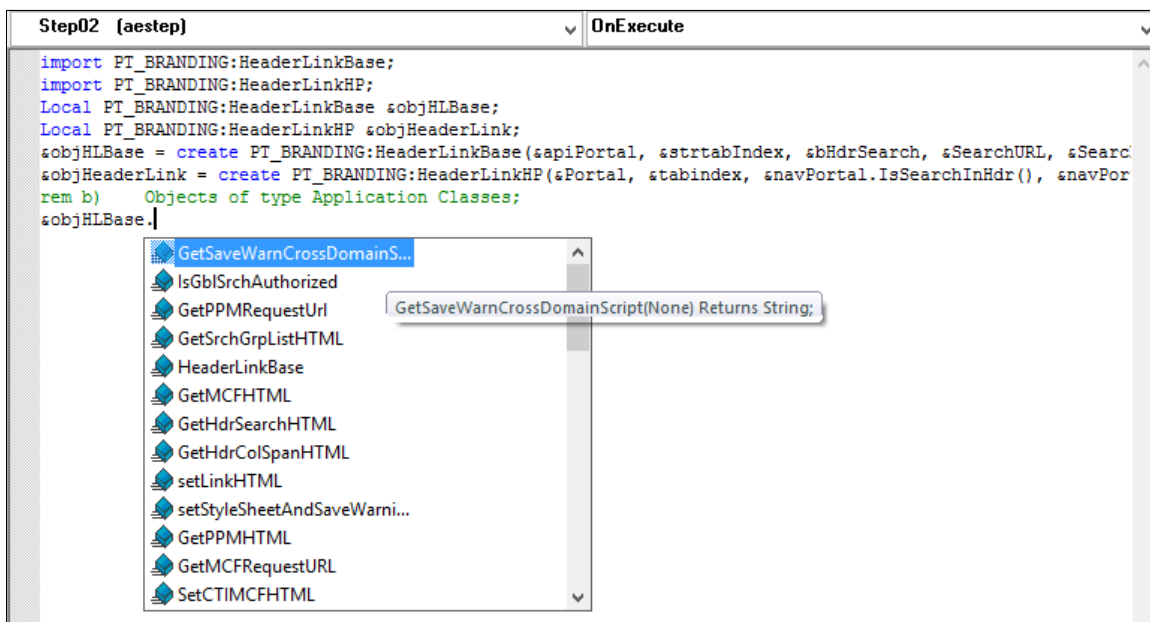 Step02 (aestep) OnExecute
import PT_BRANDING:HeaderLinkBase;
import PT_BRANDING:HeaderLinkHP;
Local PT_BRANDING:HeaderLinkBase &objHLBase;
Local PT_BRANDING:HeaderLinkHP &objHeaderLink;
&objHLBase = create PT_BRANDING:HeaderLinkBase(&apiPortal, &strtabIndex, &bHdrSearch, &SearchURL, &Searc
&objHeaderLink = create PT_BRANDING:HeaderLinkHP(&Portal, &tabindex, &navPortal.IsSearchInHdr(), &navPor
rem b) Objects of type Application Classes;
&objHLBase.
GetSaveWarnCrossDomainS...
IsGblSrchAuthorized
GetPPMRequestUrl
GetSaveWarnCrossDomainScript(None) Returns String;
GetSrchGrpListHTML
HeaderLinkBase
GetMCFHTML
GetHdrSearchHTML
GetHdrColSpanHTML
setLinkHTML
setStyleSheetAndSaveWarni...
GetPPMHTML
GetMCFRequestURL
SetCTIMCFHTML